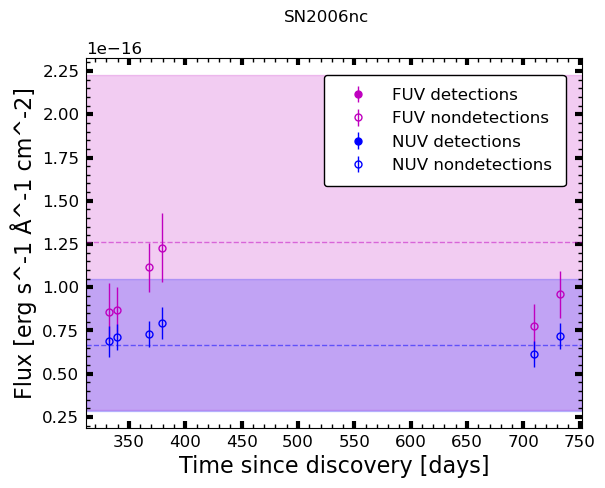 SN2006nc
1e−16
2.25
2.00
1.75
1.50
1.25
1.00
0.75
0.50
0.25
Flux [erg s^-1 Å^-1 cm^-2]
FUV detections
FUV nondetections
NUV detections
NUV nondetections
350 400 450 500 550 600 650 700 750
Time since discovery [days]